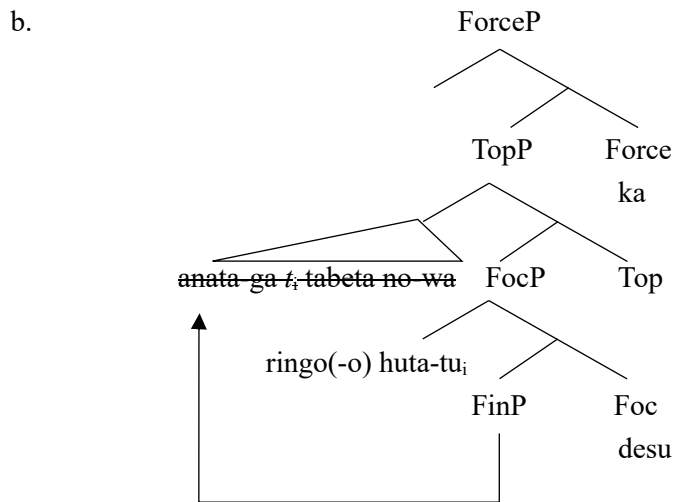 b. ForceP
TopP Force
ka
anata-ga tᵢ tabeta no-wa FocP Top
ringo(-o) huta-tuᵢ
FinP Foc
desu